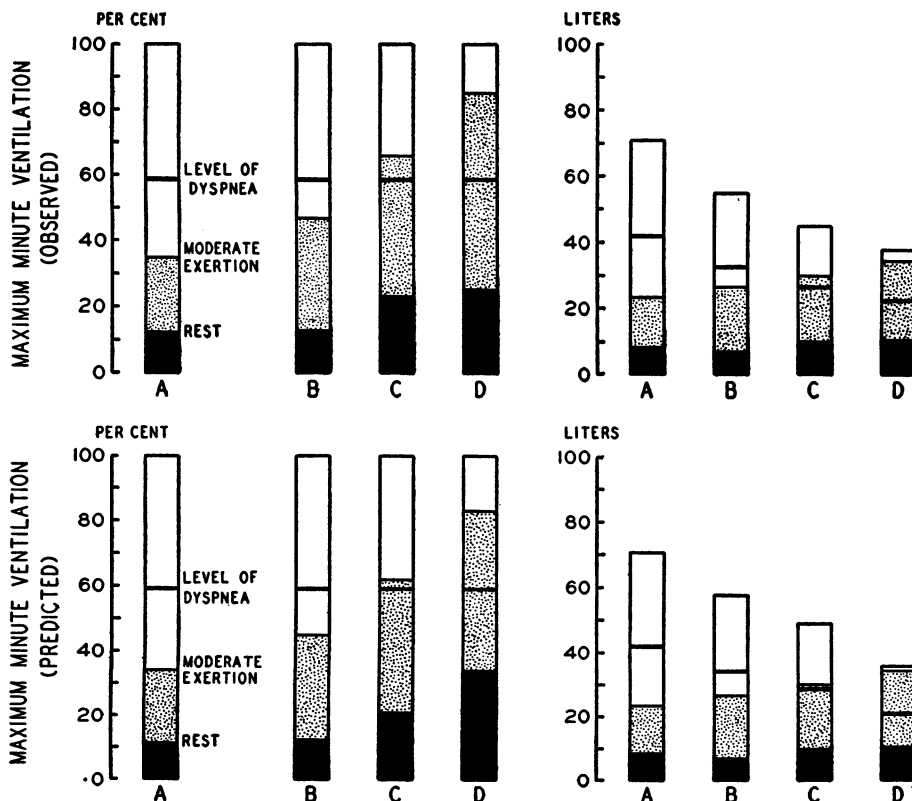 PER CENT
LITERS
MAXIMUM MINUTE VENTILATION
(OBSERVED)
100
80
60
40
20
0
LEVEL OF
DYSPNEA
MODERATE
EXERTION
REST
A
B
C
D
100
80
60
40
20
0
A
B
C
D
PER CENT
LITERS
MAXIMUM MINUTE VENTILATION
(PREDICTED)
100
80
60
40
20
.0
LEVEL OF
DYSPNEA
MODERATE
EXERTION
REST
A
B
C
D
100
80
60
40
20
0
A
B
C
D